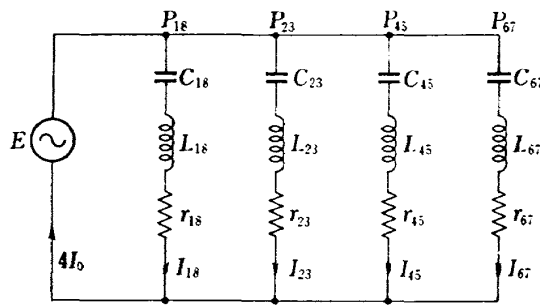 P18 P23 P45 P67
C18 C23 C45 C67
E L18 L23 L45 L67
r18 r23 r45 r67
4I0 I18 I23 I45 I67